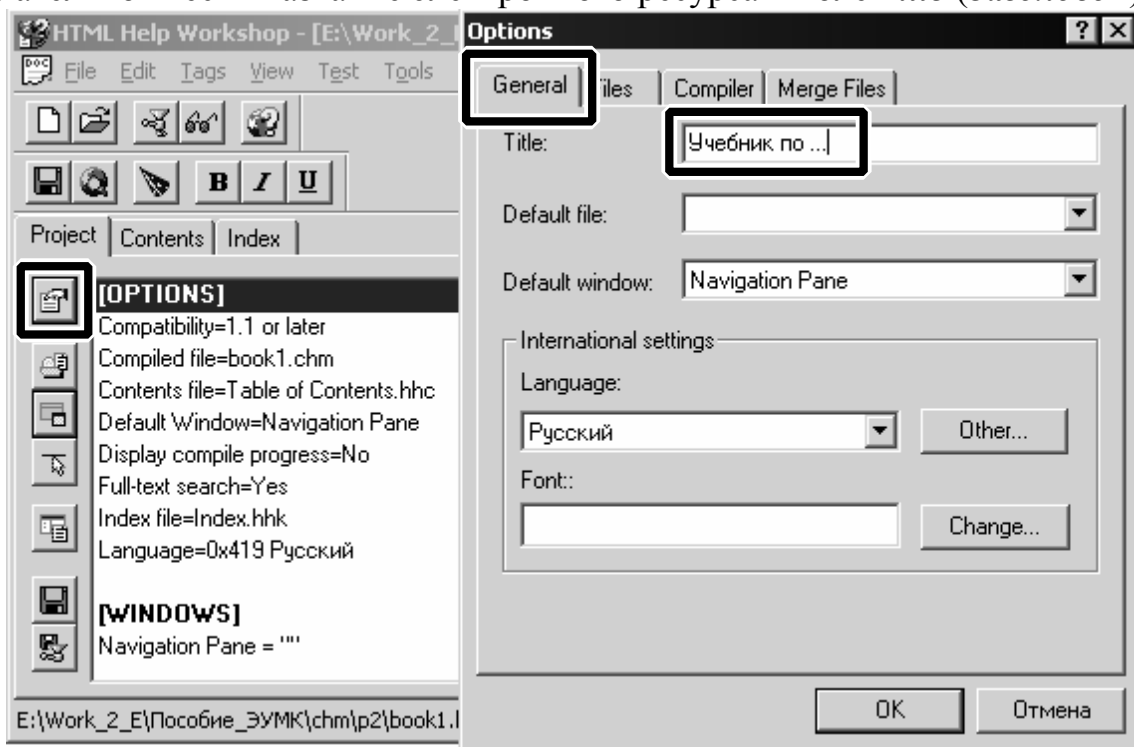 HTML Help Workshop - [E:\Work_2_
File Edit Tags View Test Tools
B I U
Project Contents Index
[OPTIONS]
Compatibility=1.1 or later
Compiled file=book1.chm
Contents file=Table of Contents.hhc
Default Window=Navigation Pane
Display compile progress=No
Full-text search=Yes
Index file=Index.hhk
Language=0x419 Русский
[WINDOWS]
Navigation Pane = ""
E:\Work_2_E\Пособие_ЭУМК\chm\p2\book1.
Options
General iles Compiler Merge Files
Title: Учебник по ...
Default file:
Default window: Navigation Pane
International settings
Language:
Русский Other...
Font::
Change...
OK Отмена